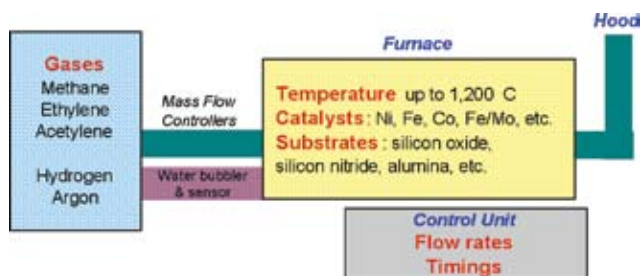 Hood
Furnace
Gases
Methane
Ethylene
Acetylene
Hydrogen
Argon
Mass Flow
Controllers
Water bubbler
& sensor
Temperature up to 1,200 C
Catalysts : Ni, Fe, Co, Fe/Mo, etc.
Substrates : silicon oxide,
silicon nitride, alumina, etc.
Control Unit
Flow rates
Timings